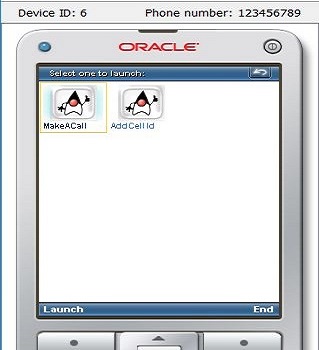 Device ID: 6 Phone number: 123456789
ORACLE
Select one to launch:
MakeACall AddCellId
Launch End